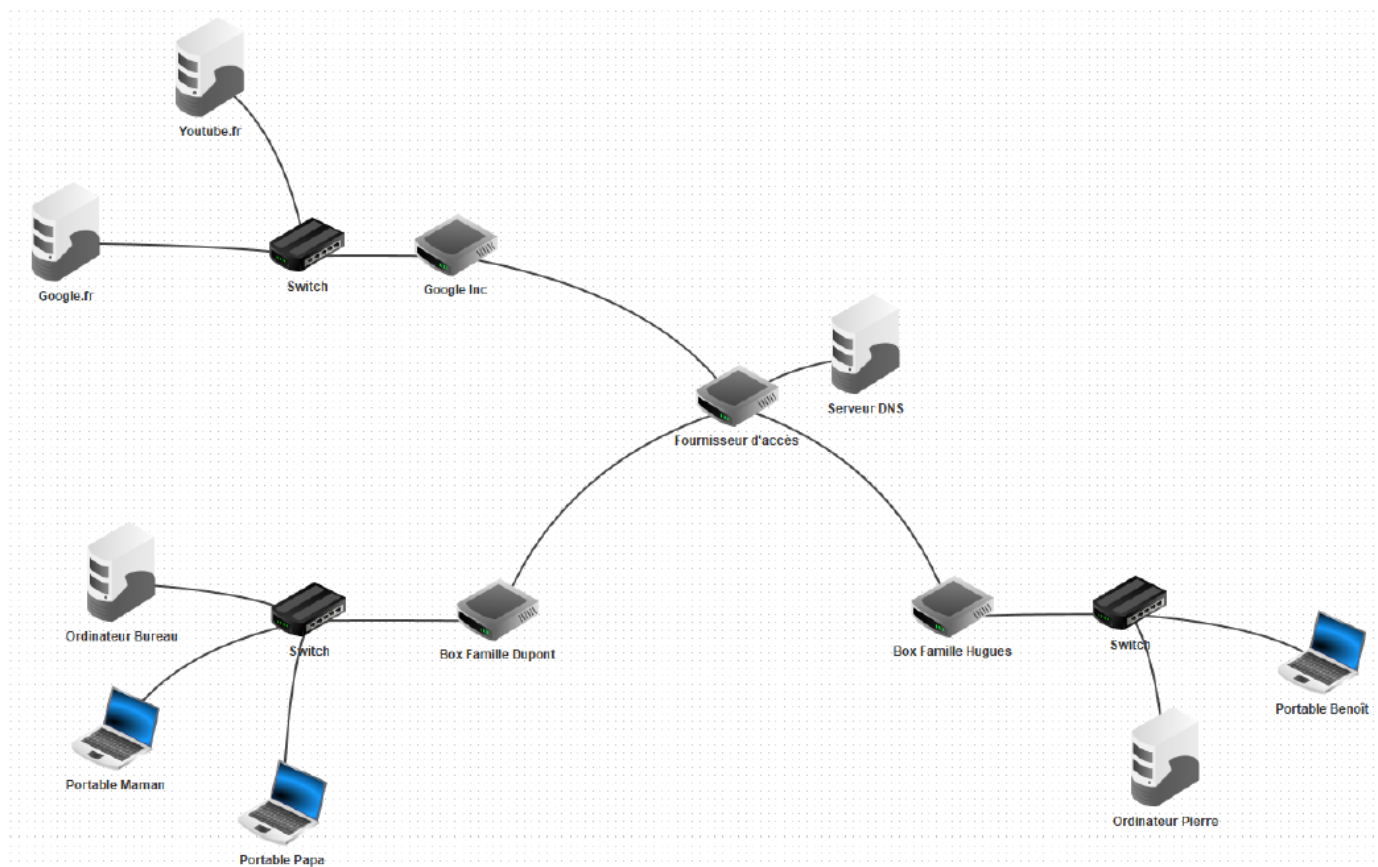 Youtube.fr
Google.fr
Switch
Google Inc
Serveur DNS
Fournisseur d'accès
Ordinateur Bureau
Switch
Box Famille Dupont
Box Famille Hugues
Switch
Portable Benoît
Portable Maman
Ordinateur Pierre
Portable Papa